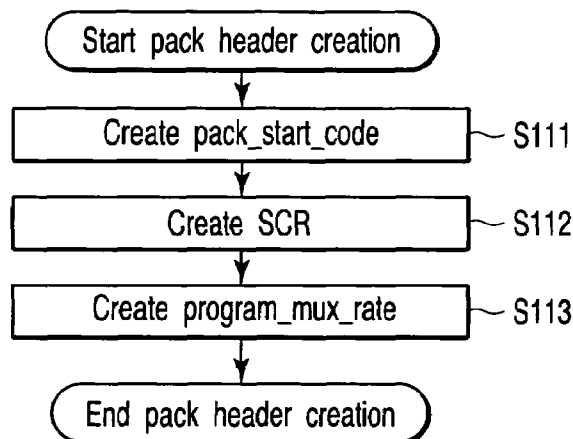 Start pack header creation
Create pack_start_code
S111
Create SCR
S112
Create program_mux_rate
S113
End pack header creation